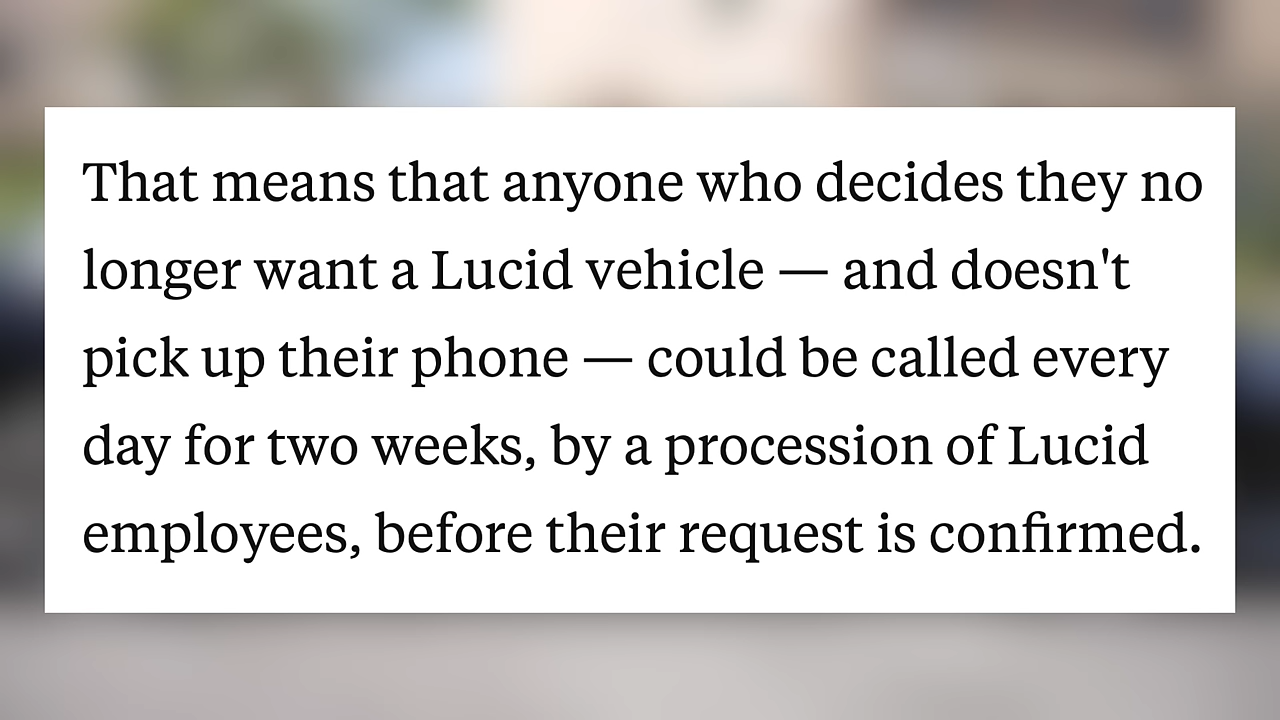 That means that anyone who decides they no
longer want a Lucid vehicle — and doesn't
pick up their phone — could be called every
day for two weeks, by a procession of Lucid
employees, before their request is confirmed.